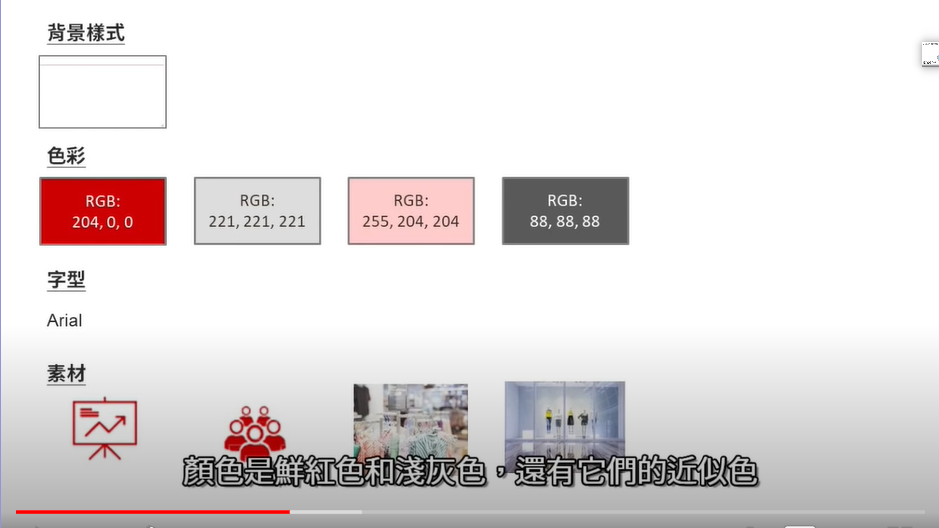 背景樣式
色彩
RGB:
204, 0, 0
RGB:
221, 221, 221
RGB:
255, 204, 204
RGB:
88, 88, 88
字型
Arial
素材
顏色是鮮紅色和淺灰色，還有它們的近似色